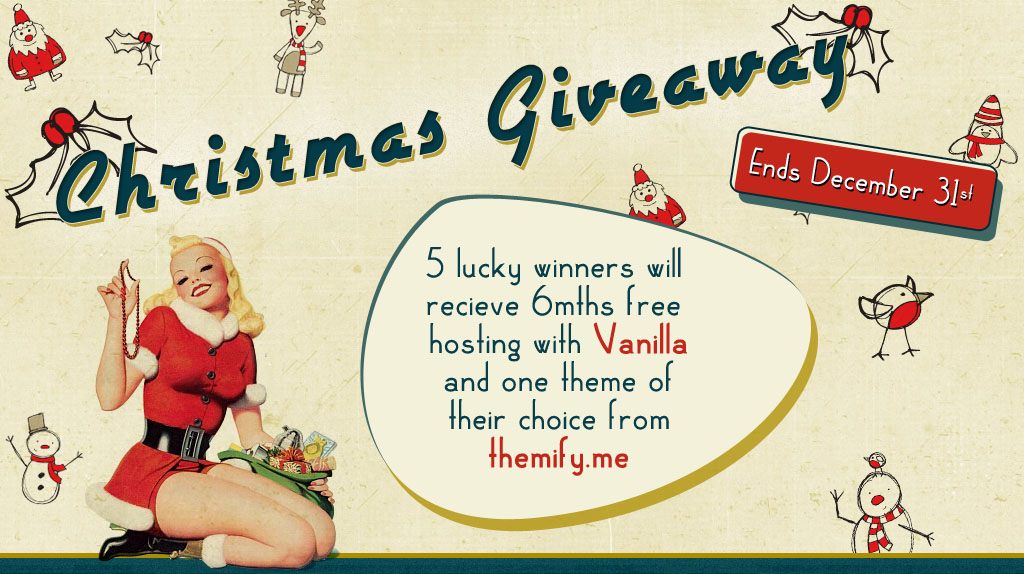 Christmas Giveaway
Ends December 31st
5 lucky winners will
recieve 6mths free
hosting with Vanilla
and one theme of
their choice from
themify.me